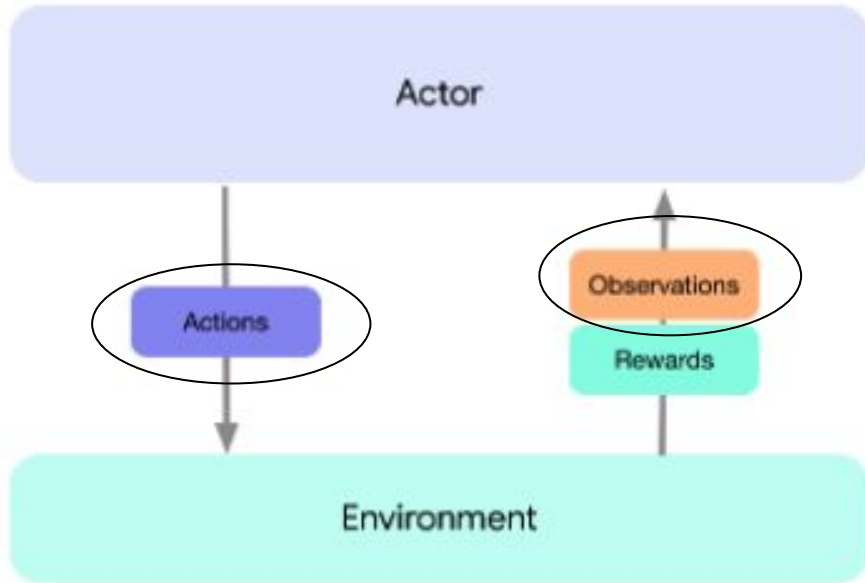 Actor
Actions
Observations
Rewards
Environment